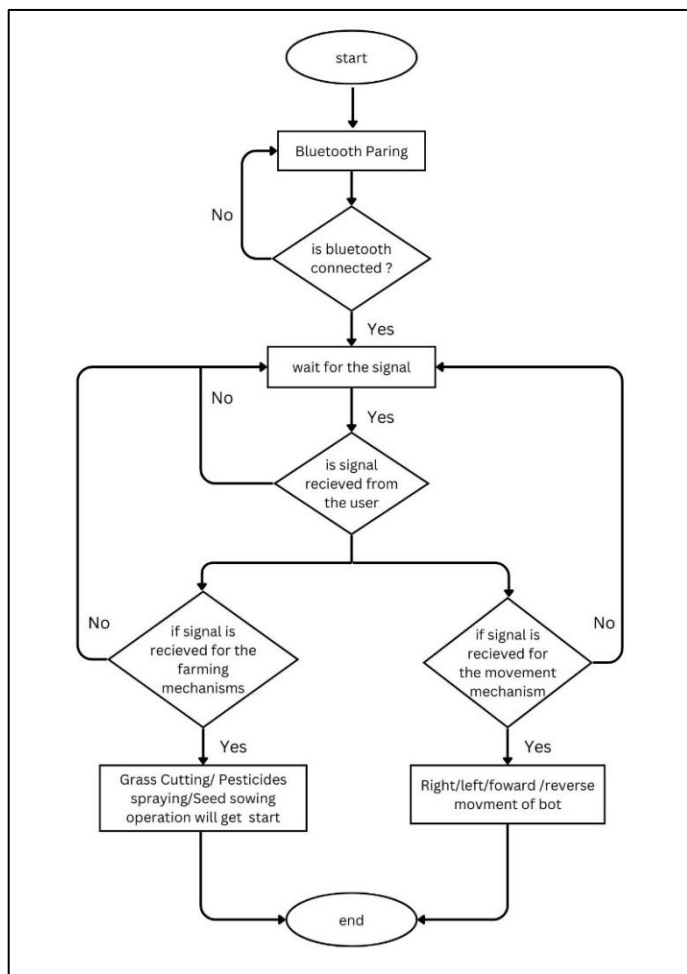 start
Bluetooth Paring
No
is bluetooth
connected ?
Yes
wait for the signal
No
Yes
is signal
recieved from
the user
No
if signal is
recieved for the
farming
mechanisms
if signal is
recieved for
the movement
mechanism
No
Yes
Yes
Grass Cutting/ Pesticides
spraying/Seed sowing
operation will get start
Right/left/foward /reverse
movment of bot
end